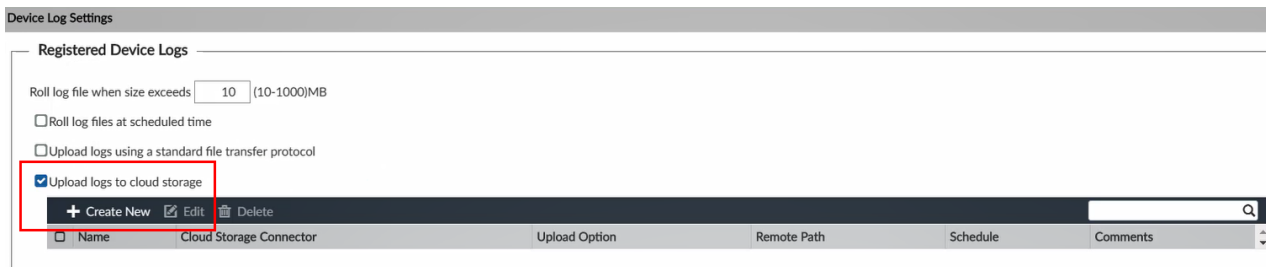 Device Log Settings
Registered Device Logs
Roll log file when size exceeds 10 (10-1000)MB
Roll log files at scheduled time
Upload logs using a standard file transfer protocol
Upload logs to cloud storage
Create New Edit Delete
Name Cloud Storage Connector Upload Option Remote Path Schedule Comments